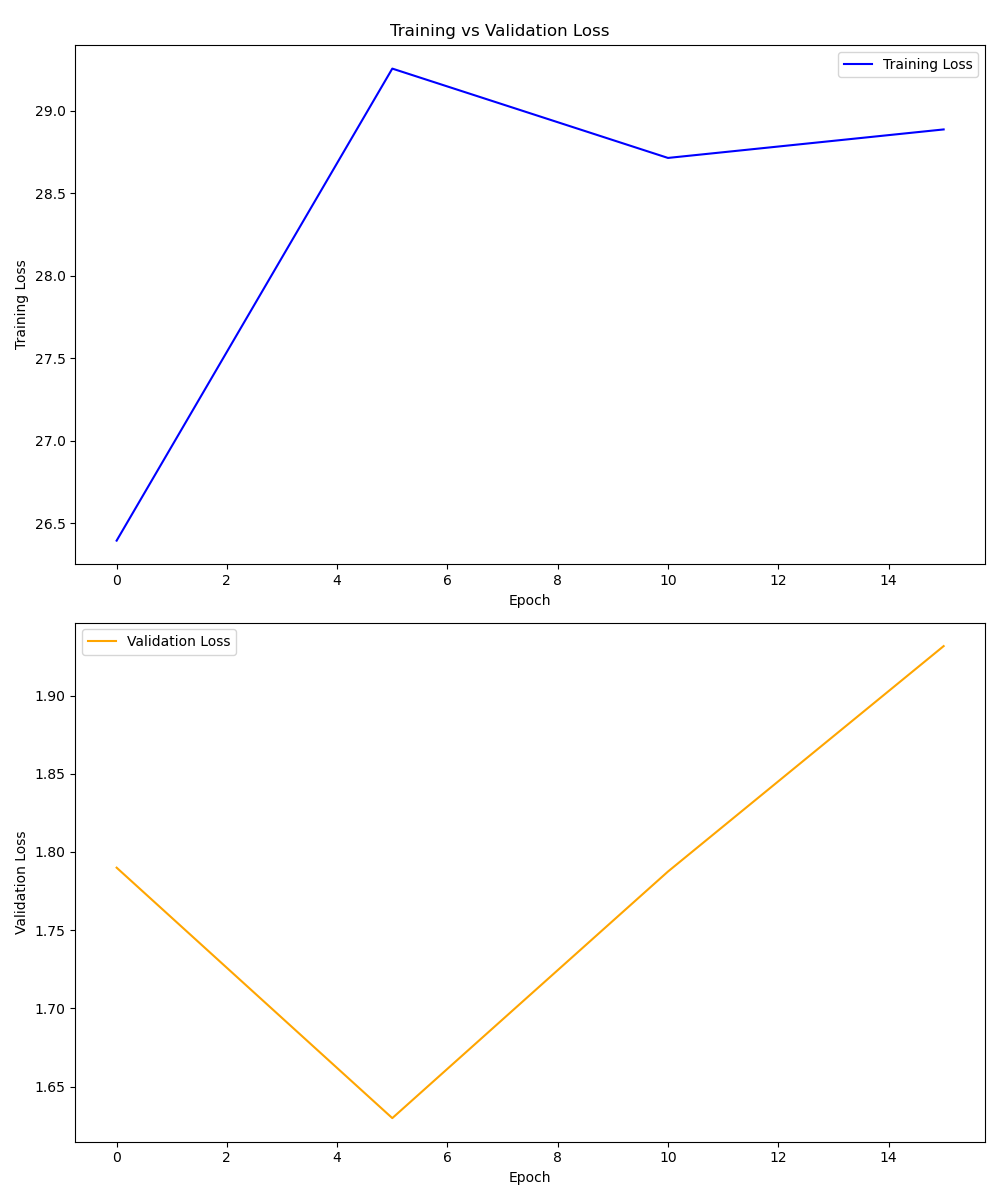 Training vs Validation Loss
Training Loss
29.0
28.5
28.0
27.5
27.0
26.5
Training Loss
0 2 4 6 8 10 12 14
Epoch
Validation Loss
1.90
1.85
1.80
1.75
1.70
1.65
Validation Loss
0 2 4 6 8 10 12 14
Epoch